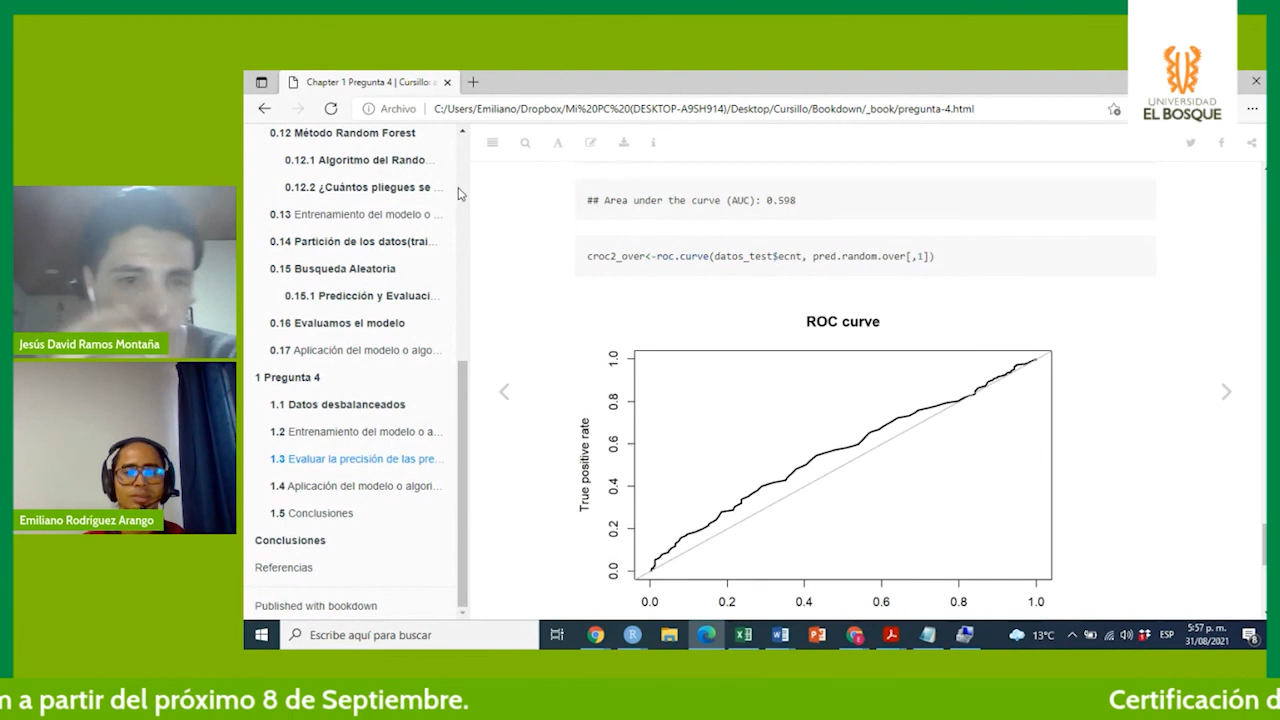 UNIVERSIDAD
EL BOSQUE
Chapter 1 Pregunta 4 | Cursillo:
Archivo
C:/Users/Emiliano/Dropbox/Mi%20PC%20(DESKTOP-A95H914)/Desktop/Cursillo/Bookdown/_book/pregunta-4.html
0.12 Método Random Forest
0.12.1 Algoritmo del Rando...
0.12.2 ¿Cuántos pliegues se ...
0.13 Entrenamiento del modelo o ...
0.14 Partición de los datos(trai...
0.15 Busqueda Aleatoria
0.15.1 Predicción y Evaluaci...
0.16 Evaluamos el modelo
0.17 Aplicación del modelo o algo...
1 Pregunta 4
1.1 Datos desbalanceados
1.2 Entrenamiento del modelo o a...
1.3 Evaluar la precisión de las pre...
1.4 Aplicación del modelo o algori...
1.5 Conclusiones
Conclusiones
Referencias
Published with bookdown
A
## Area under the curve (AUC): 0.598
croc2_over<-roc.curve(datos_test$ecnt, pred.random.over[,1])
ROC curve
True positive rate
1.0
0.8
0.6
0.4
0.2
0.0
0.0 0.2 0.4 0.6 0.8 1.0
Jesús David Ramos Montaña
Emiliano Rodríguez Arango
Escribe aquí para buscar
13°C
ESP
5:57 p. m.
31/08/2021
n a partir del próximo 8 de Septiembre.
Certificación d